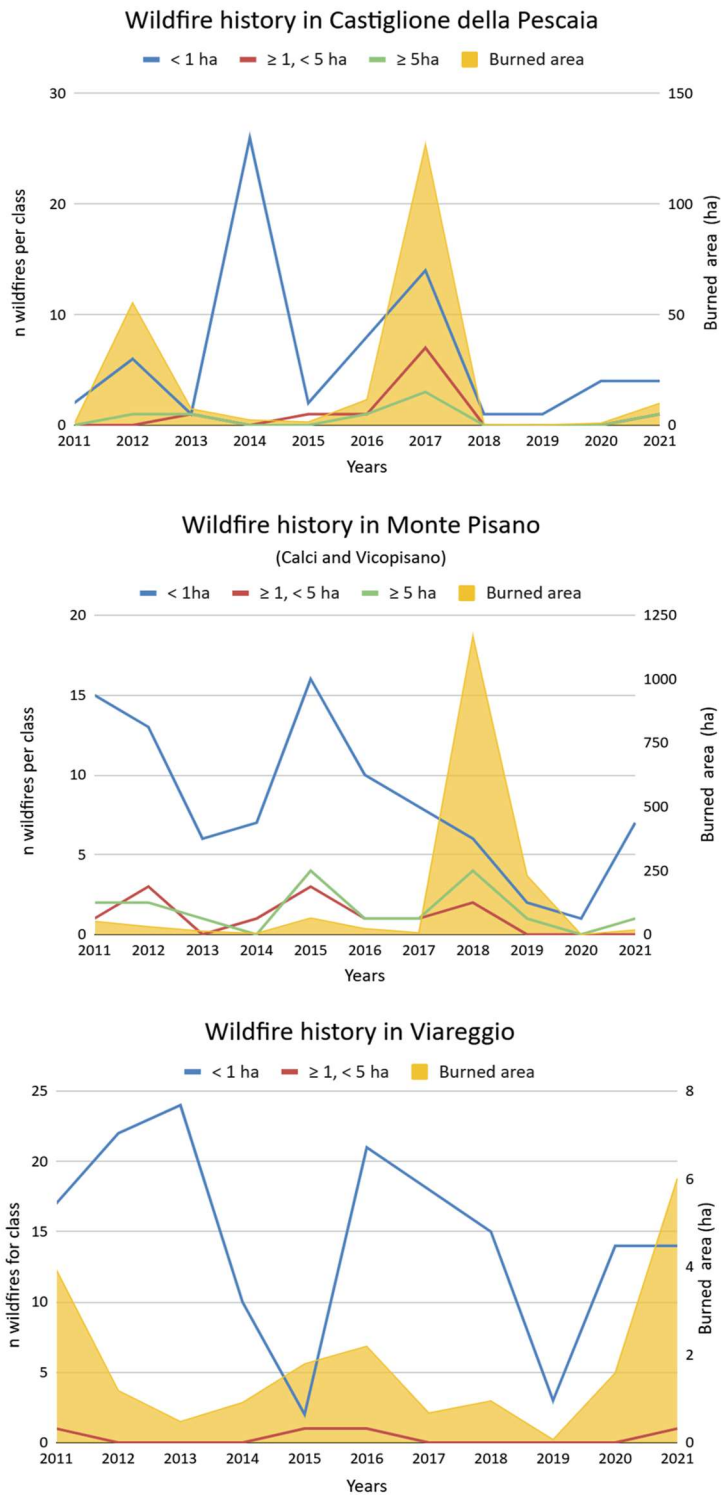 Wildfire history in Castiglione della Pescaia
< 1 ha ≥ 1, < 5 ha ≥ 5ha Burned area
n wildfires per class
30
20
10
0
150
100
50
0
Burned area (ha)
2011 2012 2013 2014 2015 2016 2017 2018 2019 2020 2021
Years
Wildfire history in Monte Pisano
(Calci and Vicopisano)
< 1ha ≥ 1, < 5 ha ≥ 5 ha Burned area
n wildfires per class
20
15
10
5
0
1250
1000
750
500
250
0
Burned area (ha)
2011 2012 2013 2014 2015 2016 2017 2018 2019 2020 2021
Years
Wildfire history in Viareggio
< 1 ha ≥ 1, < 5 ha Burned area
n wildfires for class
25
20
15
10
5
0
8
6
4
2
0
Burned area (ha)
2011 2012 2013 2014 2015 2016 2017 2018 2019 2020 2021
Years